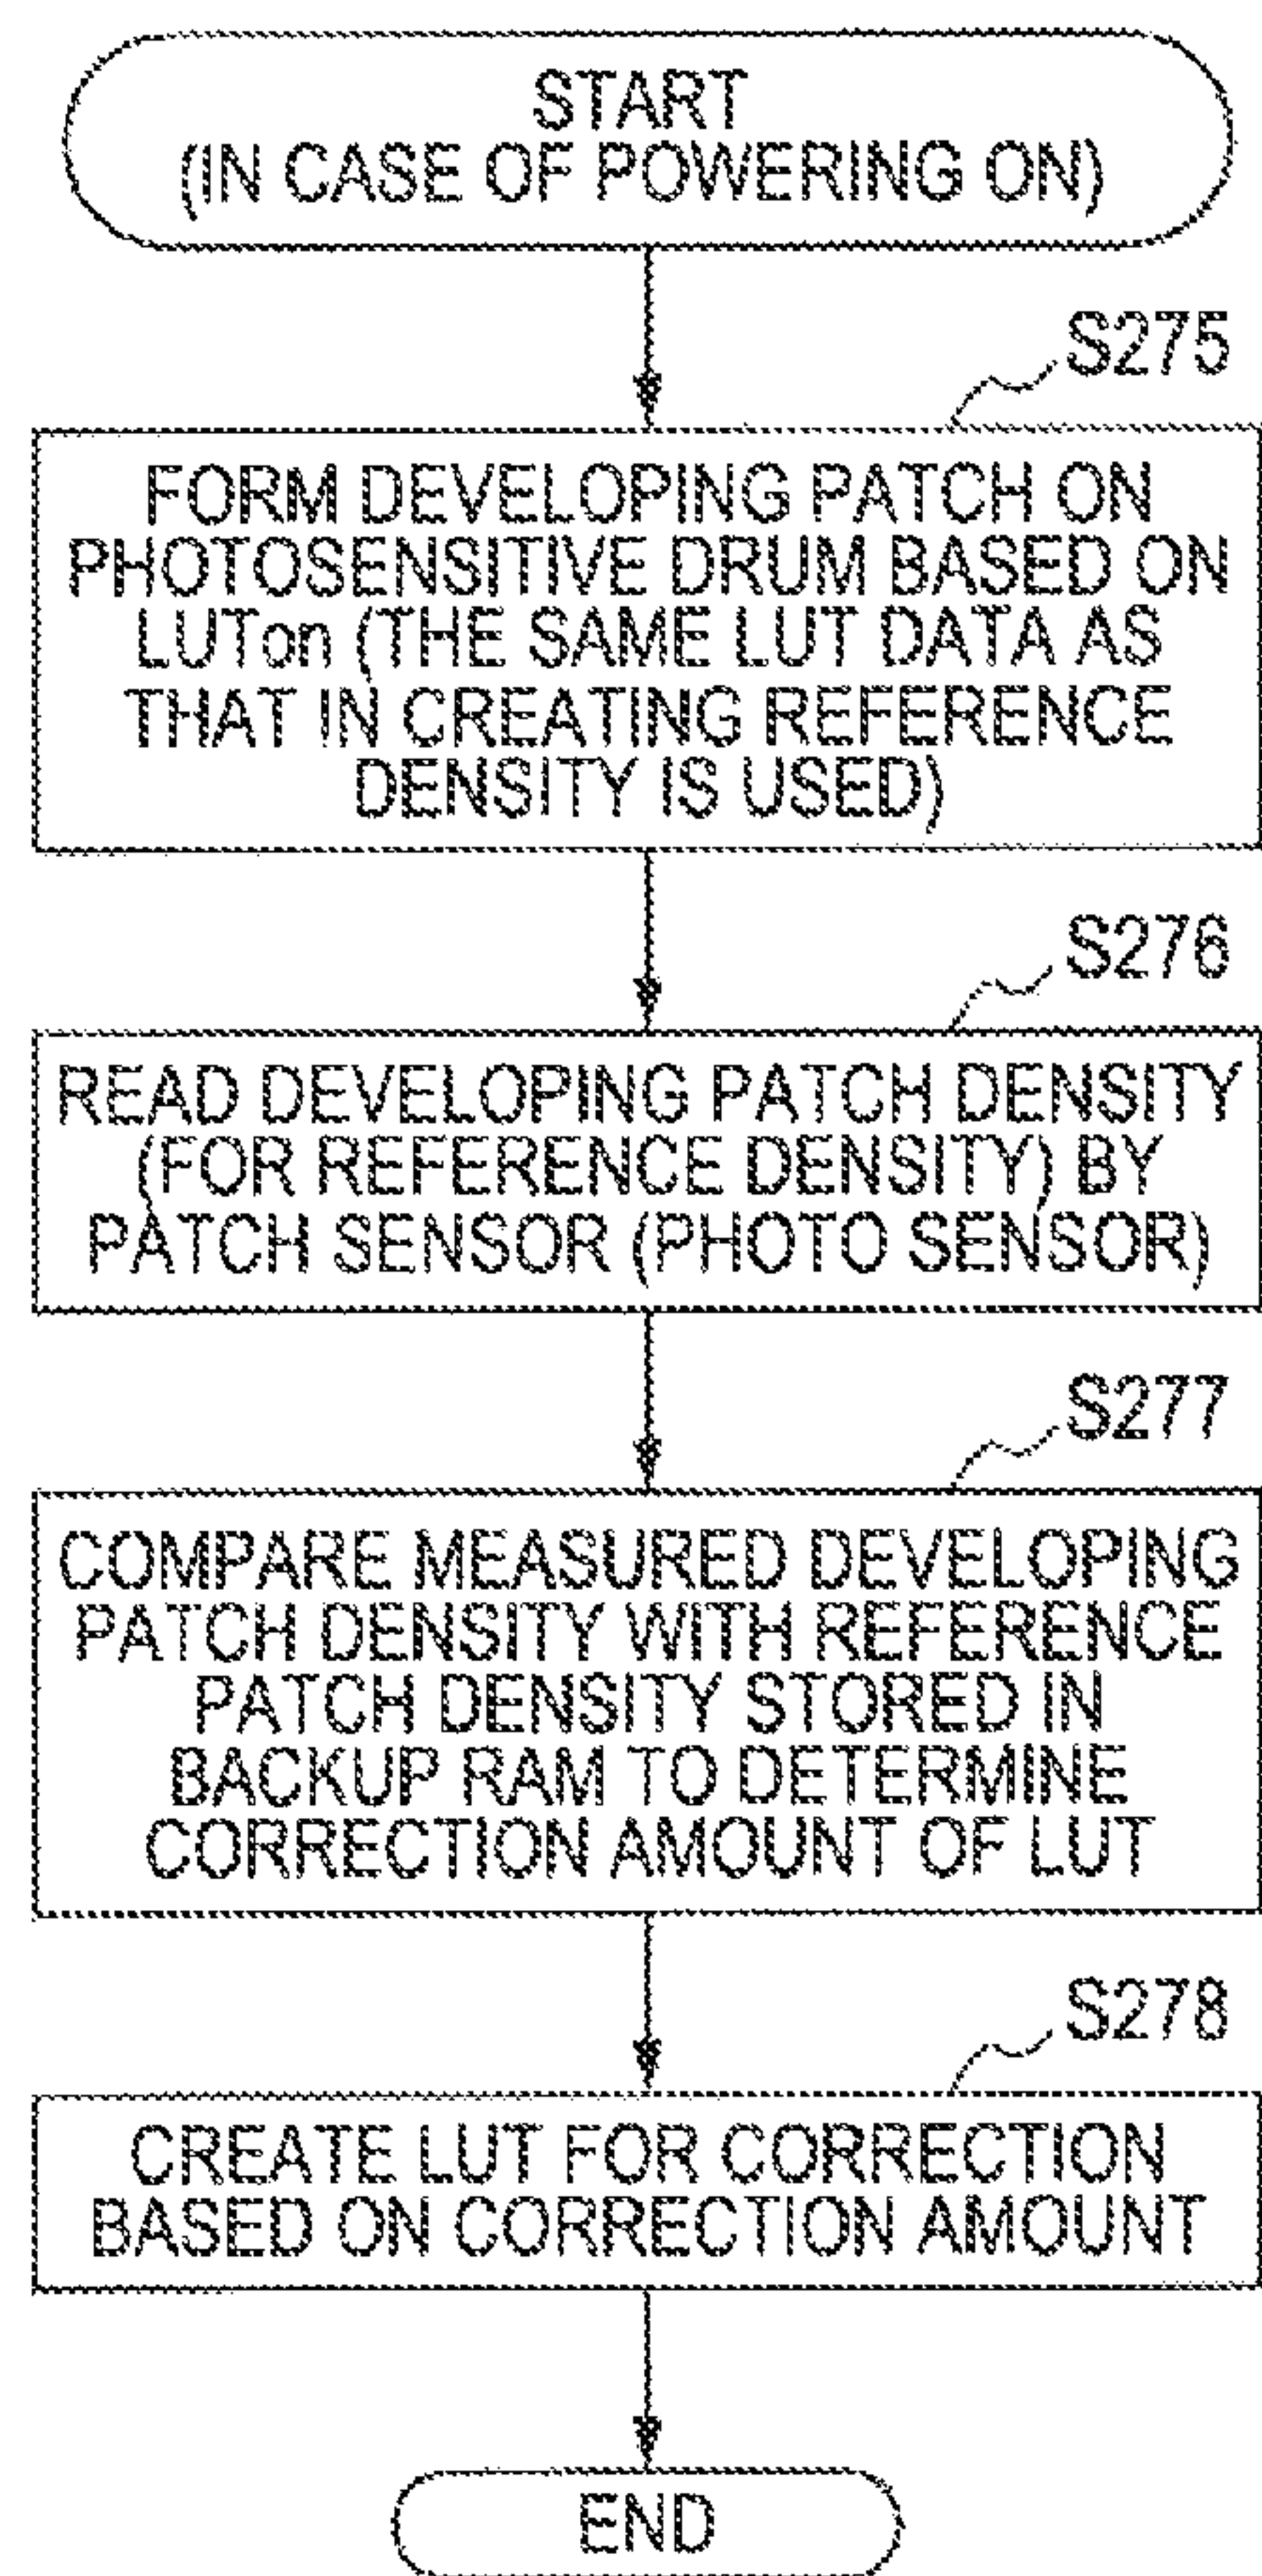 START
(IN CASE OF POWERING ON)
S275
FORM DEVELOPING PATCH ON
PHOTOSENSITIVE DRUM BASED ON
LUTon (THE SAME LUT DATA AS
THAT IN CREATING REFERENCE
DENSITY IS USED)
S276
READ DEVELOPING PATCH DENSITY
(FOR REFERENCE DENSITY) BY
PATCH SENSOR (PHOTO SENSOR)
S277
COMPARE MEASURED DEVELOPING
PATCH DENSITY WITH REFERENCE
PATCH DENSITY STORED IN
BACKUP RAM TO DETERMINE
CORRECTION AMOUNT OF LUT
S278
CREATE LUT FOR CORRECTION
BASED ON CORRECTION AMOUNT
END